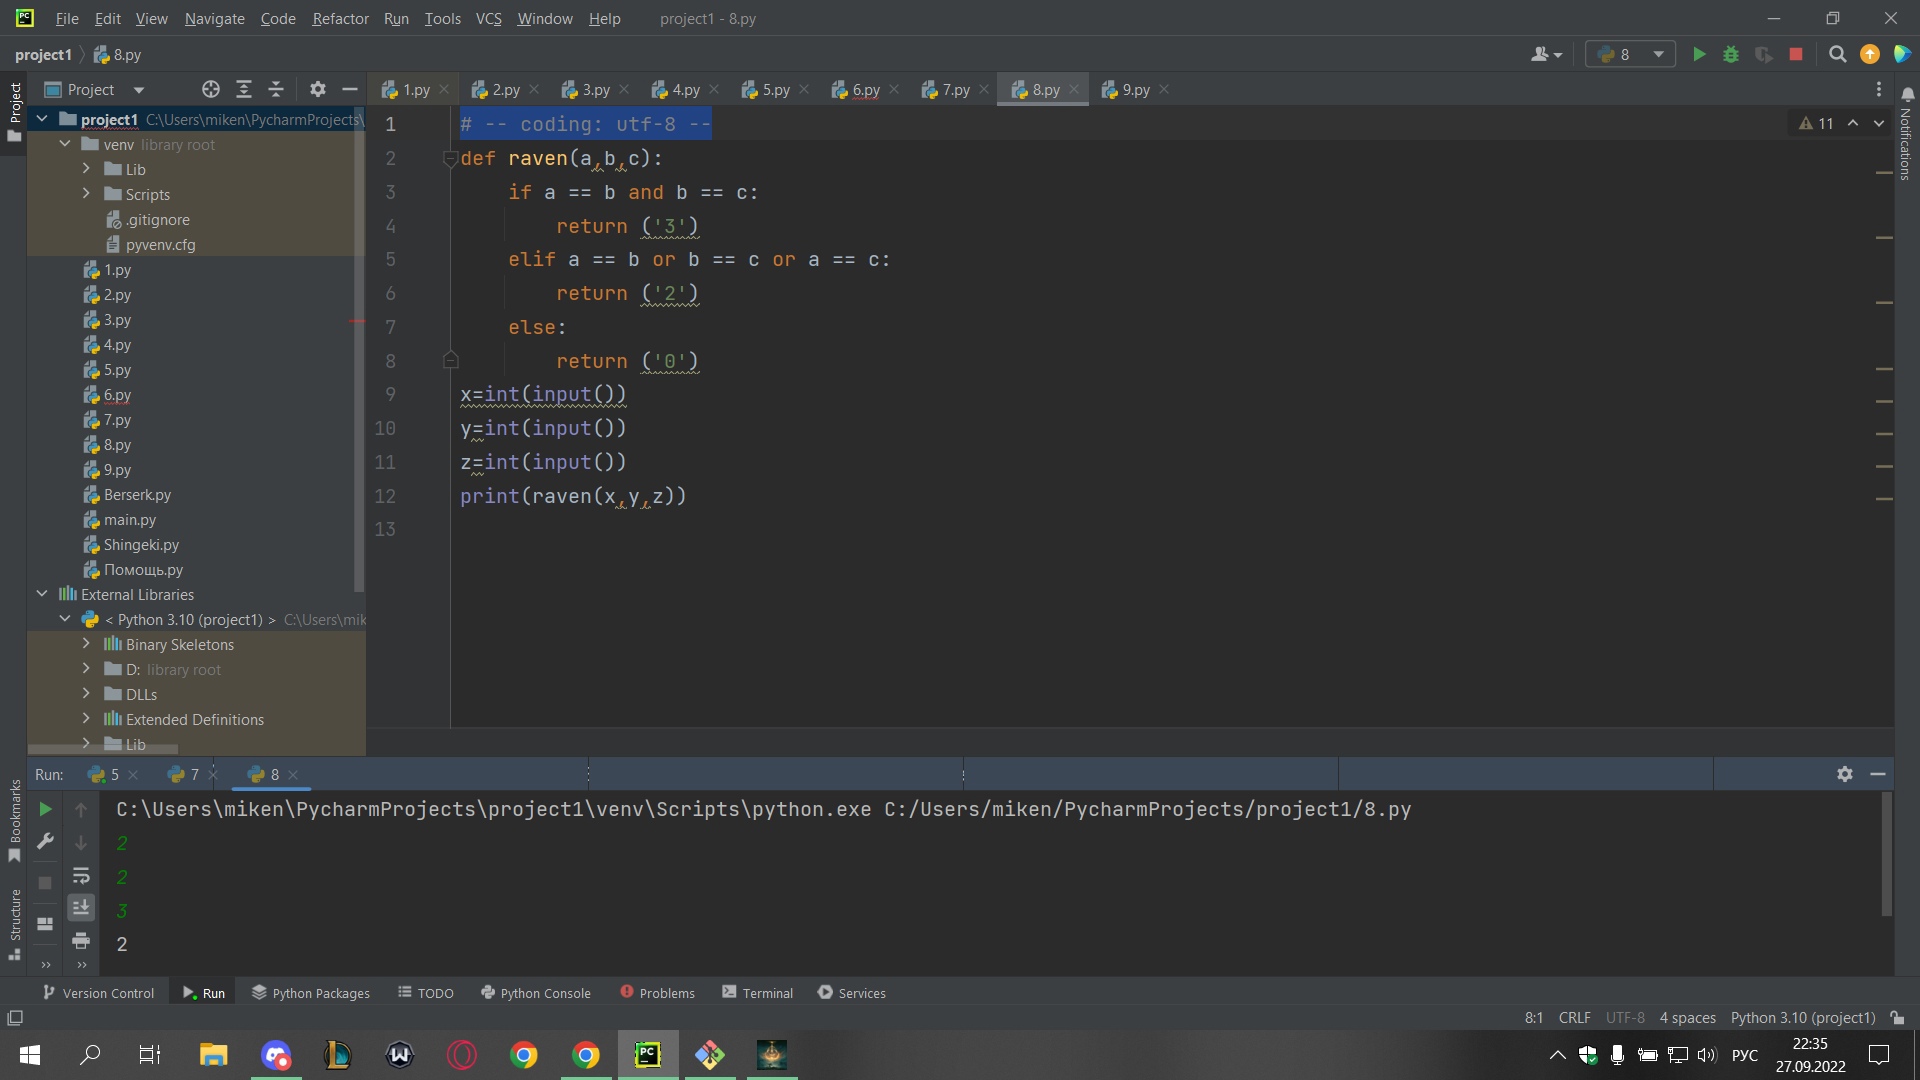 PC File Edit View Navigate Code Refactor Run Tools VCS Window Help project1 - 8.py
project1 8.py 8
Project 1.py 2.py 3.py 4.py 5.py 6.py 7.py 8.py 9.py
Project
Notifications
project1 C:\Users\miken\PycharmProjects\
venv library root
Lib
Scripts
.gitignore
pyvenv.cfg
1.py
2.py
3.py
4.py
5.py
6.py
7.py
8.py
9.py
Berserk.py
main.py
Shingeki.py
Помощь.py
External Libraries
< Python 3.10 (project1) > C:\Users\mik
Binary Skeletons
D: library root
DLLs
Extended Definitions
Lib
11
1 # -- coding: utf-8 --
2 def raven(a,b,c):
3 if a == b and b == c:
4 return ('3')
5 elif a == b or b == c or a == c:
6 return ('2')
7 else:
8 return ('0')
9 x=int(input())
10 y=int(input())
11 z=int(input())
12 print(raven(x,y,z))
13
Run: 5 7 8
Bookmarks
Structure
C:\Users\miken\PycharmProjects\project1\venv\Scripts\python.exe C:/Users/miken/PycharmProjects/project1/8.py
2
2
3
2
Version Control Run Python Packages TODO Python Console Problems Terminal Services
8:1 CRLF UTF-8 4 spaces Python 3.10 (project1)
PC РУС 22:35
27.09.2022